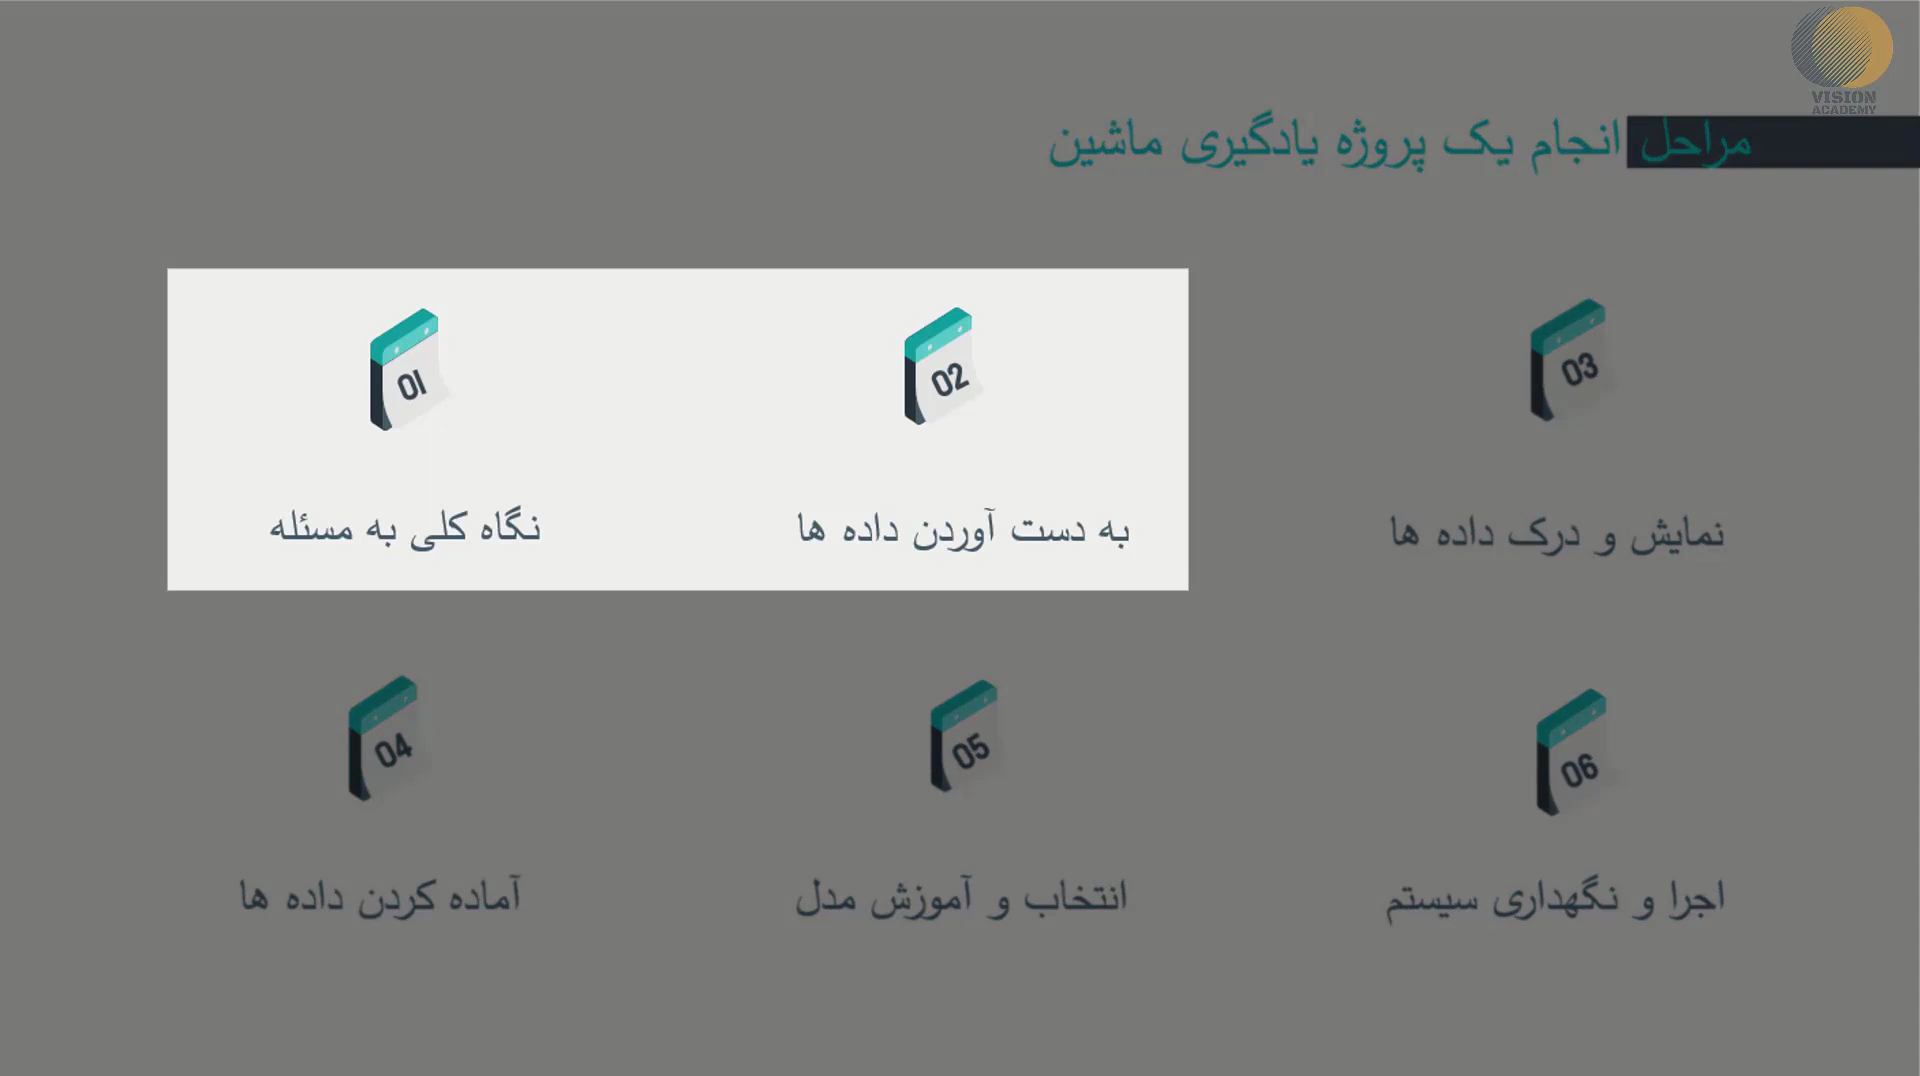 VISION
ACADEMY
مراحل انجام یک پروژه یادگیری ماشین
01
نگاه کلی به مسئله
02
به دست آوردن داده ها
03
نمایش و درک داده ها
04
آماده کردن داده ها
05
انتخاب و آموزش مدل
06
اجرا و نگهداری سیستم